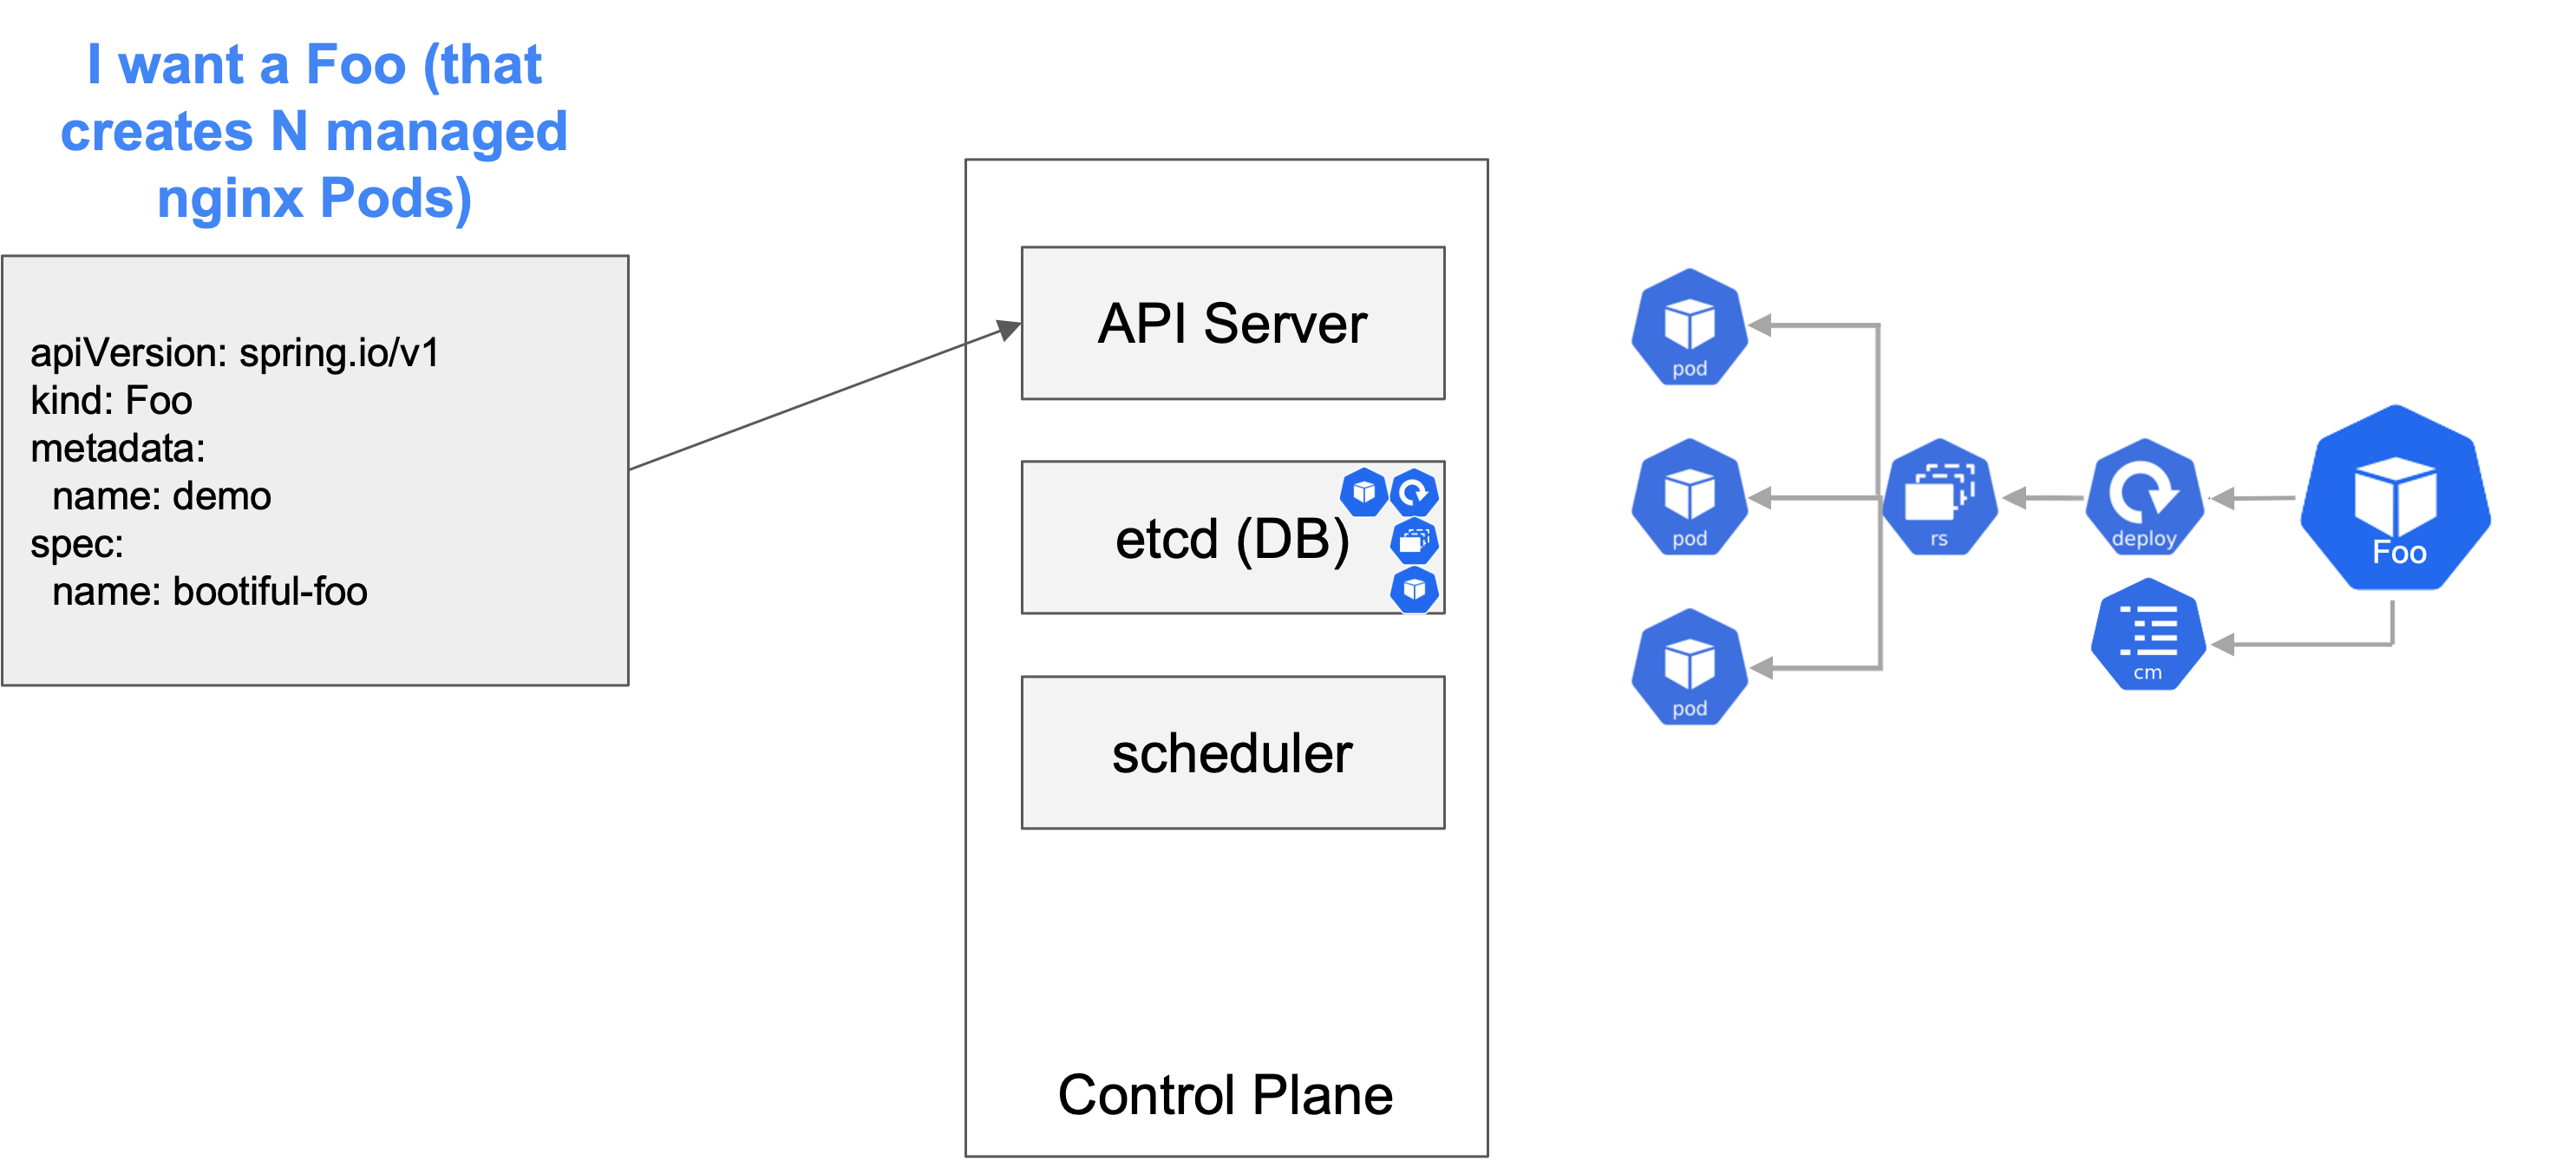 I want a Foo (that
creates N managed
nginx Pods)
apiVersion: spring.io/v1
kind: Foo
metadata:
  name: demo
spec:
  name: bootiful-foo
API Server
etcd (DB)
scheduler
Control Plane
pod
pod
pod
rs
deploy
cm
Foo